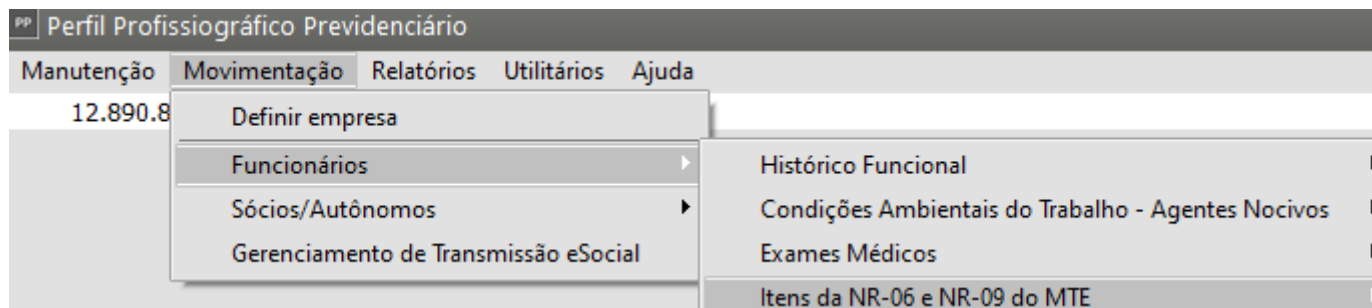 PP Perfil Profissiográfico Previdenciário
Manutenção Movimentação Relatórios Utilitários Ajuda
12.890.8
Definir empresa
Funcionários
Histórico Funcional
Sócios/Autônomos
Condições Ambientais do Trabalho - Agentes Nocivos
Gerenciamento de Transmissão eSocial
Exames Médicos
Itens da NR-06 e NR-09 do MTE